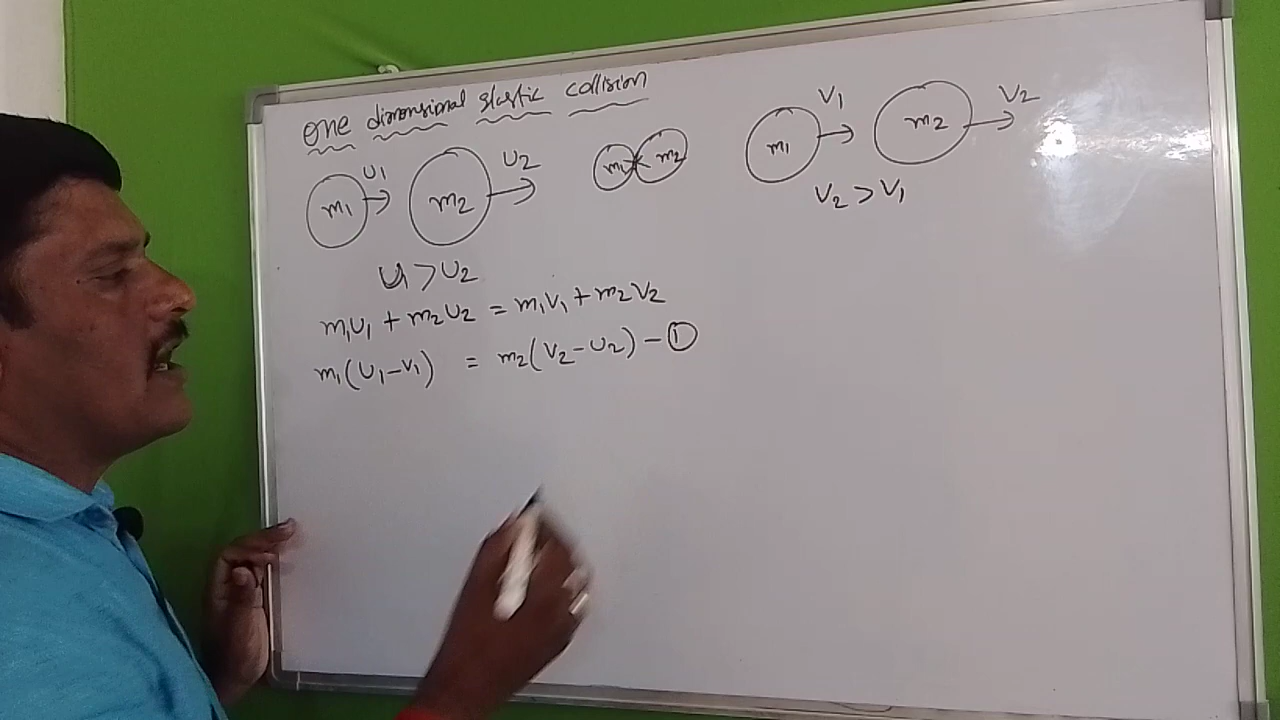 One dimensional elastic collision
m1 U1 m2 U2
m1 m2
m1 V1 m2 V2
U1 > U2
V2 > V1
m1U1 + m2U2 = m1V1 + m2V2
m1(U1-V1) = m2(V2-U2) - ①